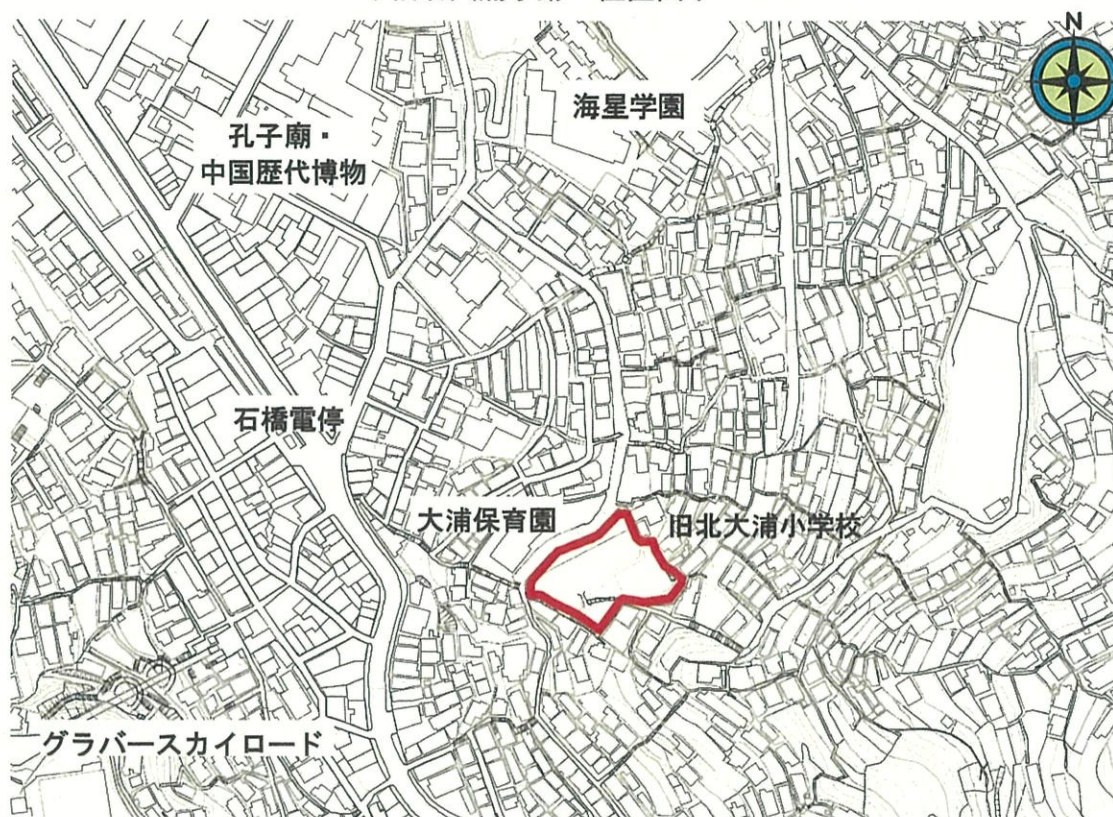 N
海星学園
孔子廟・
中国歴代博物
石橋電停
大浦保育園
旧北大浦小学校
グラバースカイロード